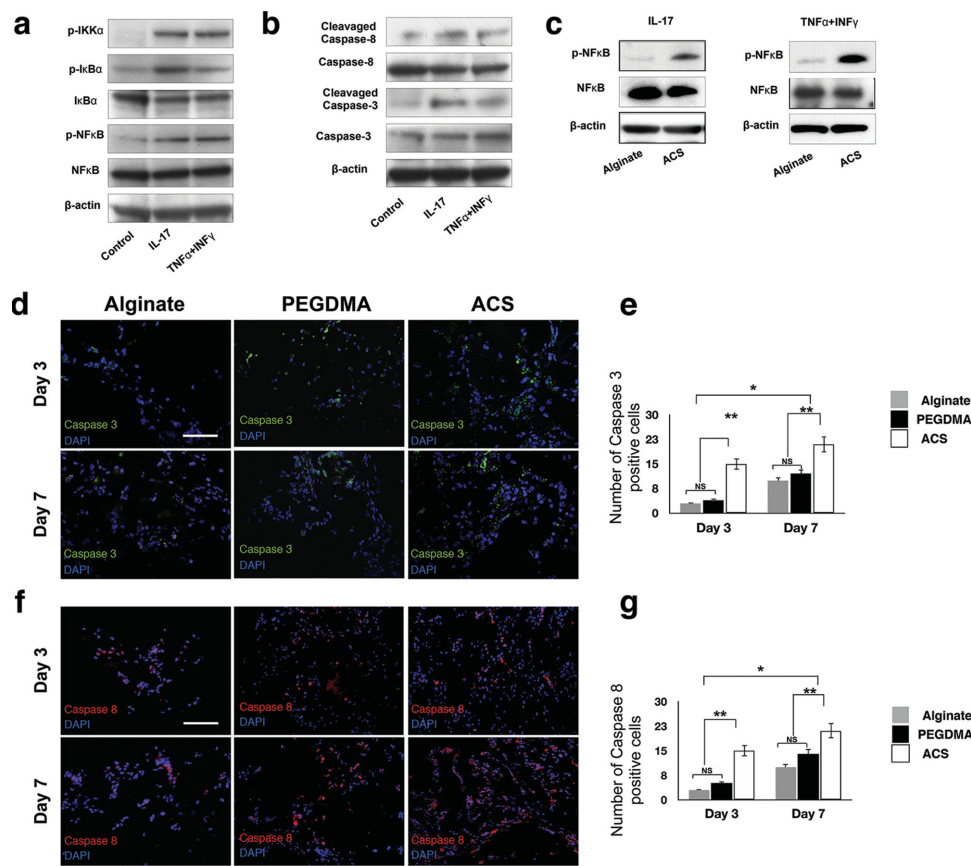 a
p-IKKα
p-IκBα
IκBα
p-NFκB
NFκB
β-actin
Control
IL-17
TNFα+INFγ
b
Cleavaged
Caspase-8
Caspase-8
Cleavaged
Caspase-3
Caspase-3
β-actin
Control
IL-17
TNFα+INFγ
c
IL-17
p-NFκB
NFκB
β-actin
Alginate
ACS
TNFα+INFγ
p-NFκB
NFκB
β-actin
Alginate
ACS
d
Alginate
PEGDMA
ACS
Day 3
Caspase 3
DAPI
Caspase 3
DAPI
Caspase 3
DAPI
Day 7
Caspase 3
DAPI
Caspase 3
DAPI
Caspase 3
DAPI
e
Number of Caspase 3
positive cells
30
23
15
8
0
NS
**
*
NS
**
Day 3
Day 7
Alginate
PEGDMA
ACS
f
Day 3
Caspase 8
DAPI
Caspase 8
DAPI
Caspase 8
DAPI
Day 7
Caspase 8
DAPI
Caspase 8
DAPI
Caspase 8
DAPI
g
Number of Caspase 8
positive cells
30
23
15
8
0
NS
**
*
NS
**
Day 3
Day 7
Alginate
PEGDMA
ACS